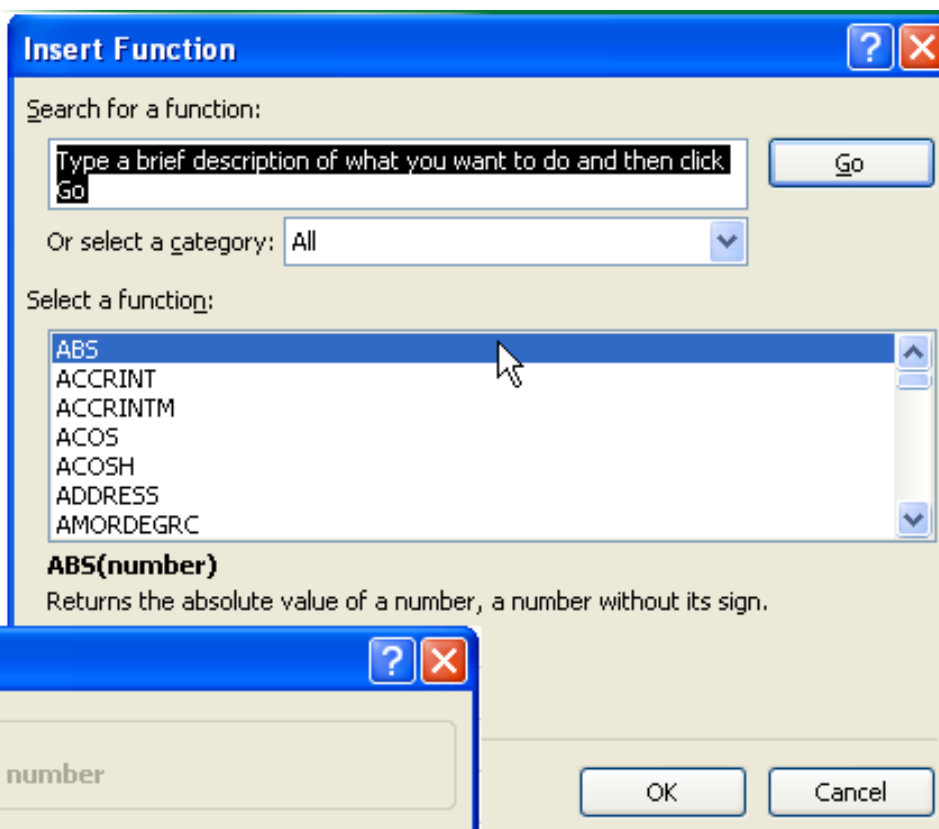 Insert Function
Search for a function:
Type a brief description of what you want to do and then click
Go
Go
Or select a category: All
Select a function:
ABS
ACCRINT
ACCRINTM
ACOS
ACOSH
ADDRESS
AMORDEGRC
ABS(number)
Returns the absolute value of a number, a number without its sign.
number
OK Cancel